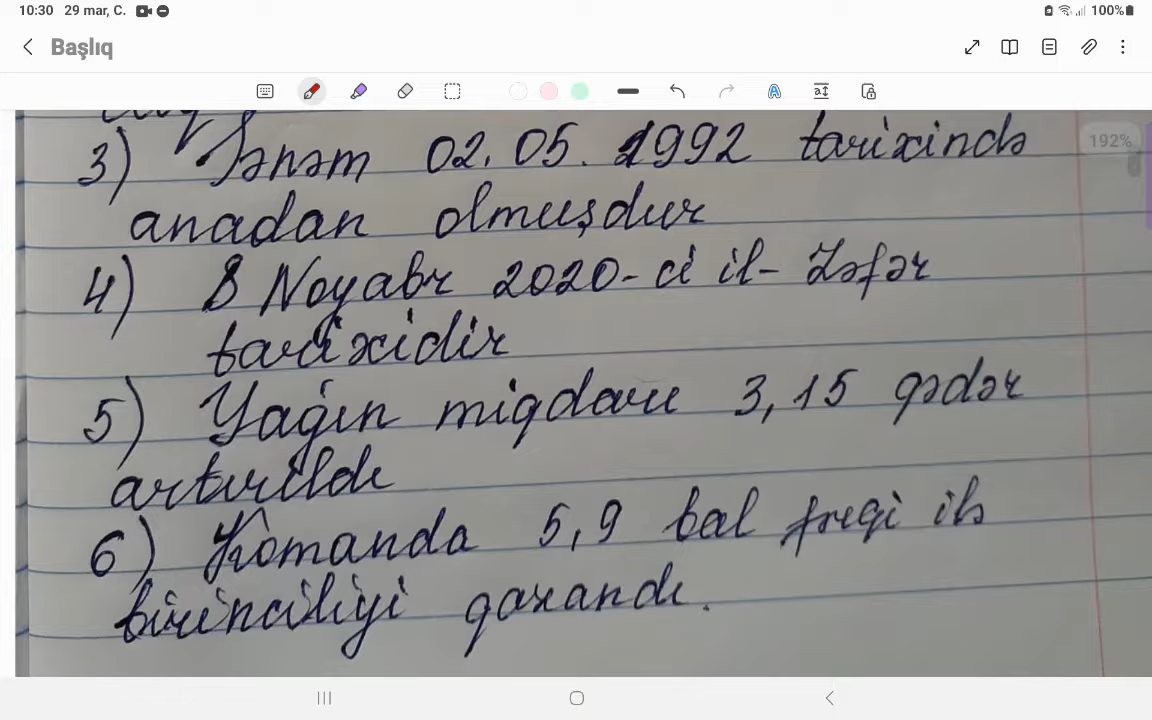 10:30 29 mar, C. 100%
Başlıq
192%
3) Sənəm 02.05.1992 tarixində
anadan olmuşdur
4) 8 Noyabr 2020-ci il- Zəfər
tarixidir
5) Yağın miqdarı 3,15 qədər
artırıldı
6) Komanda 5,9 bal fərqi ilə
birinciliyi qazandı.